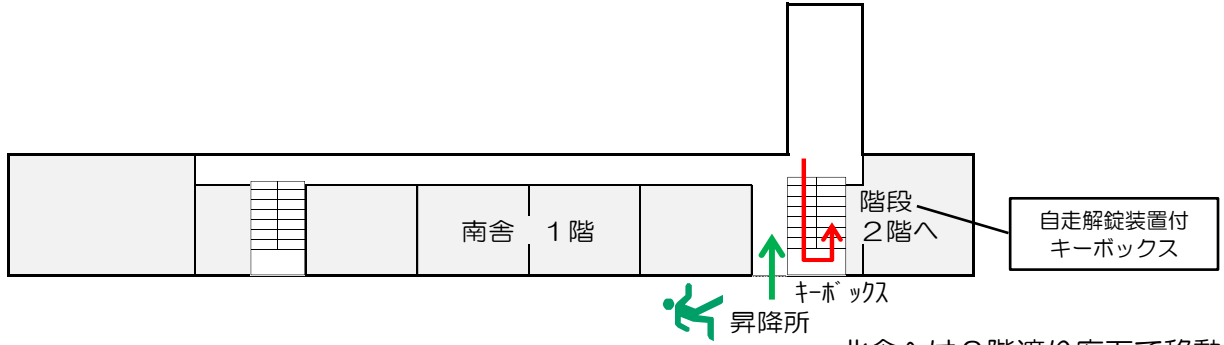 階段
南舎 １階
２階へ
自走解錠装置付
キーボックス
ｷｰﾎﾞｯｸｽ
昇降所